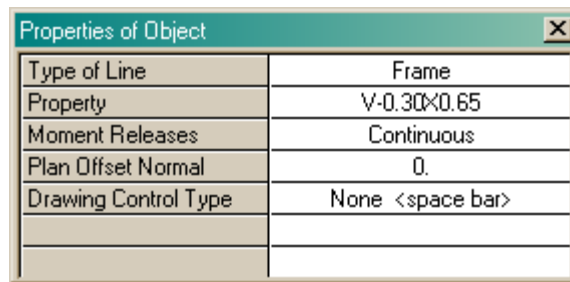 Properties of Object
Type of Line Frame
Property V-0.30X0.65
Moment Releases Continuous
Plan Offset Normal 0.
Drawing Control Type None <space bar>